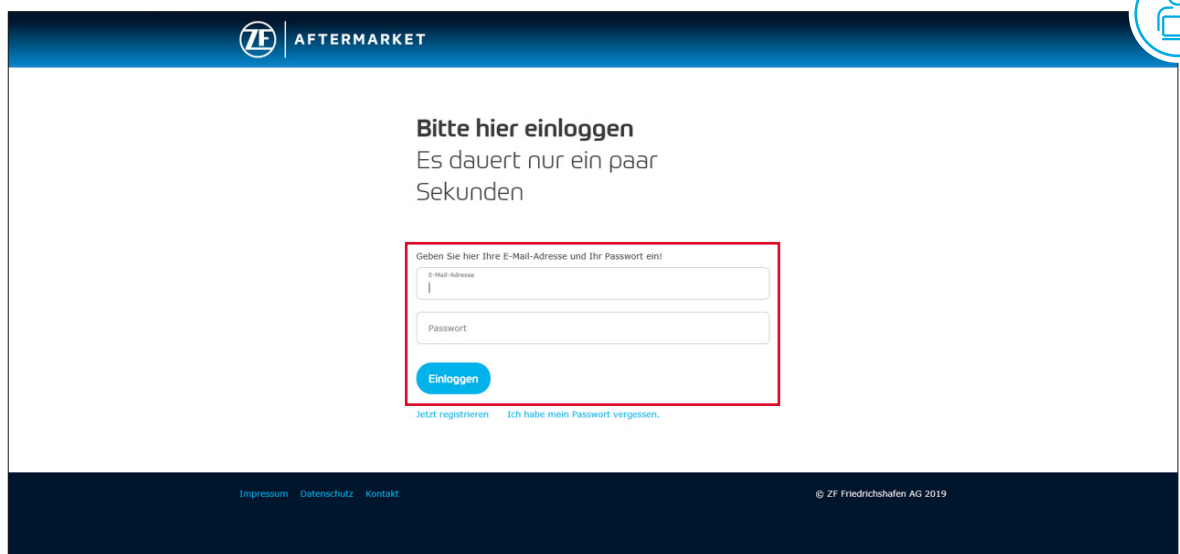 ZF AFTERMARKET
Bitte hier einloggen
Es dauert nur ein paar
Sekunden
Geben Sie hier Ihre E-Mail-Adresse und Ihr Passwort ein!
E-Mail-Adresse
Passwort
Einloggen
Jetzt registrieren Ich habe mein Passwort vergessen.
Impressum Datenschutz Kontakt © ZF Friedrichshafen AG 2019